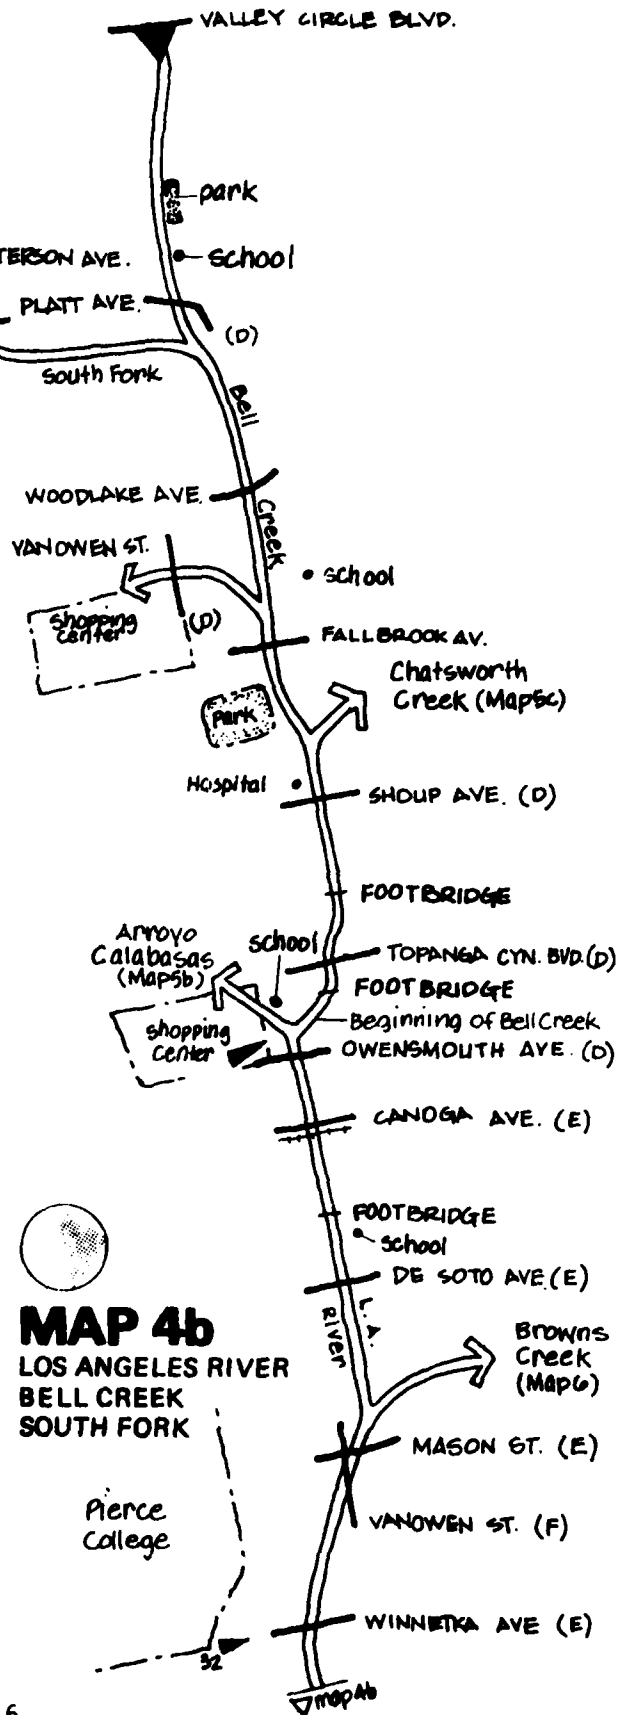 VALLEY CIRCLE BLVD.
park
TERSON AVE.
school
PLATT AVE.
(D)
South Fork
Bell
WOODLAKE AVE.
Creek
VANOWEN ST.
school
shopping
center
(D)
FALLBROOK AV.
Chatsworth
Creek (Map5c)
Park
Hospital
SHOUP AVE. (D)
FOOTBRIDGE
Arroyo
Calabasas
(Map5b)
school
TOPANGA CYN. BVD. (D)
FOOTBRIDGE
Beginning of Bell Creek
shopping
center
OWENSMOUTH AVE. (D)
CANOGA AVE. (E)
FOOTBRIDGE
school
DE SOTO AVE. (E)
L.A.
River
MAP 4b
LOS ANGELES RIVER
BELL CREEK
SOUTH FORK
Browns
Creek
(Map6)
MASON ST. (E)
Pierce
College
VANOWEN ST. (F)
WINNETKA AVE (E)
32
map4b
6